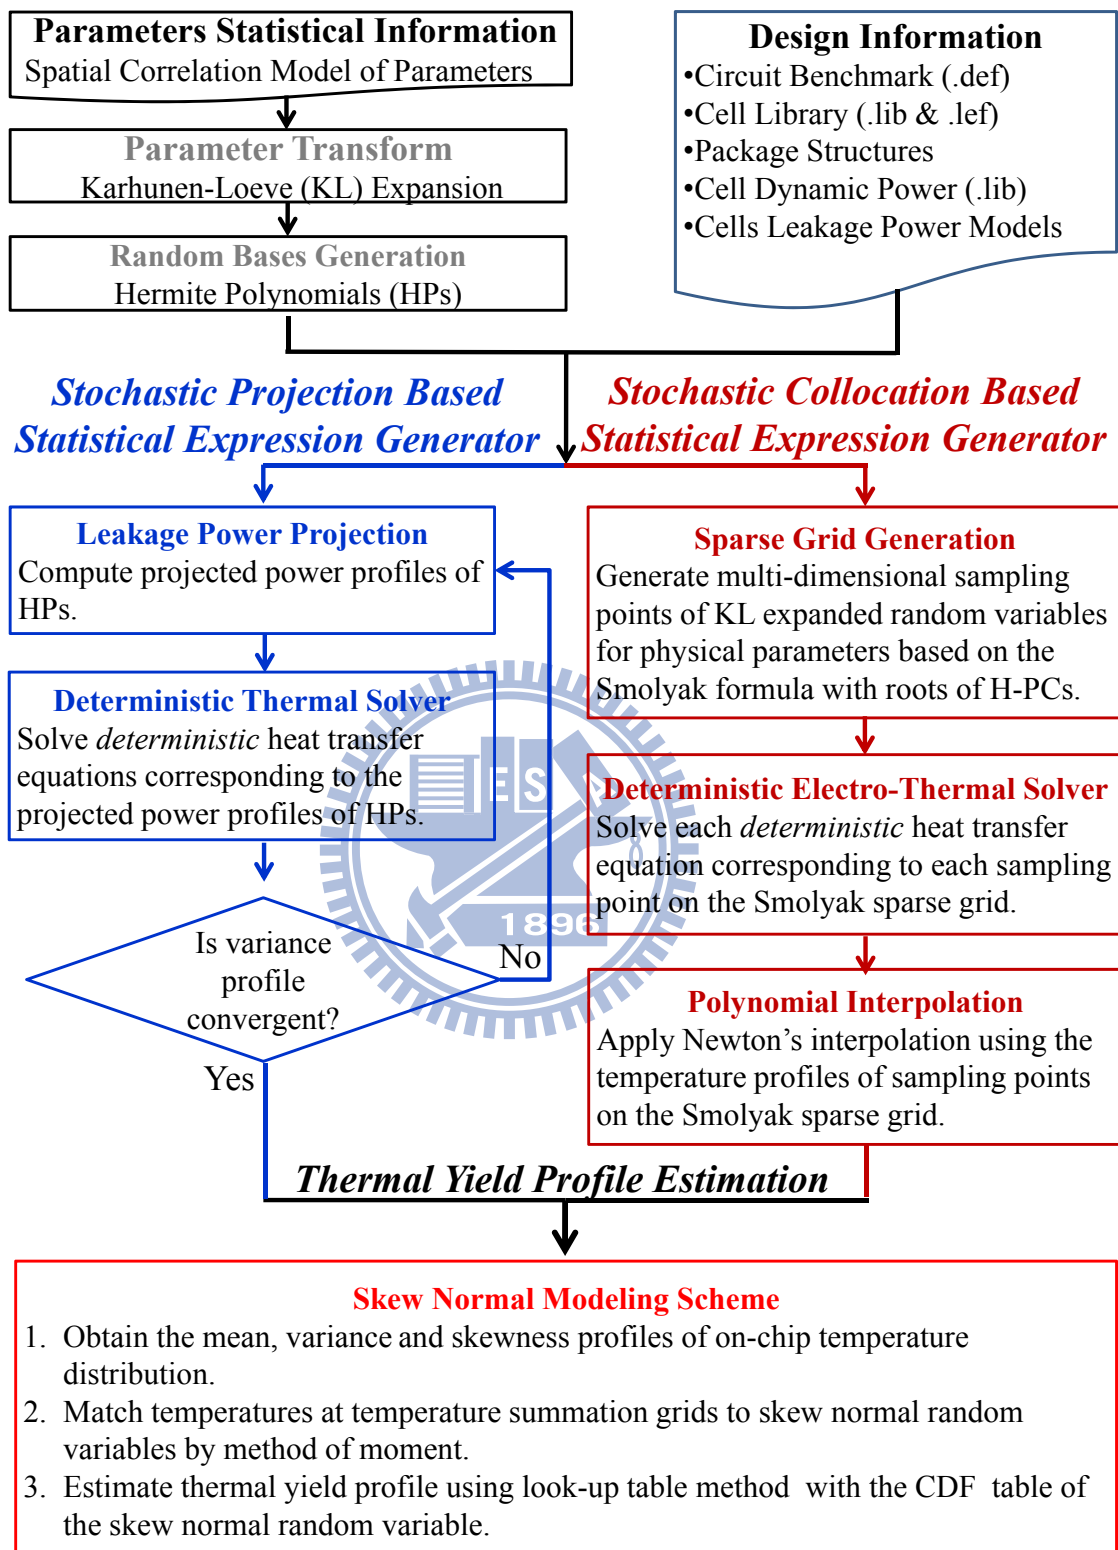 Parameters Statistical Information
Spatial Correlation Model of Parameters
Parameter Transform
Karhunen-Loeve (KL) Expansion
Random Bases Generation
Hermite Polynomials (HPs)
Design Information
•Circuit Benchmark (.def)
•Cell Library (.lib & .lef)
•Package Structures
•Cell Dynamic Power (.lib)
•Cells Leakage Power Models
Stochastic Projection Based
Statistical Expression Generator
Stochastic Collocation Based
Statistical Expression Generator
Leakage Power Projection
Compute projected power profiles of
HPs.
Deterministic Thermal Solver
Solve deterministic heat transfer
equations corresponding to the
projected power profiles of HPs.
Is variance
profile
convergent?
No
Yes
Sparse Grid Generation
Generate multi-dimensional sampling
points of KL expanded random variables
for physical parameters based on the
Smolyak formula with roots of H-PCs.
Deterministic Electro-Thermal Solver
Solve each deterministic heat transfer
equation corresponding to each sampling
point on the Smolyak sparse grid.
Polynomial Interpolation
Apply Newton's interpolation using the
temperature profiles of sampling points
on the Smolyak sparse grid.
ESA
1896
Thermal Yield Profile Estimation
Skew Normal Modeling Scheme
1. Obtain the mean, variance and skewness profiles of on-chip temperature
distribution.
2. Match temperatures at temperature summation grids to skew normal random
variables by method of moment.
3. Estimate thermal yield profile using look-up table method with the CDF table of
the skew normal random variable.